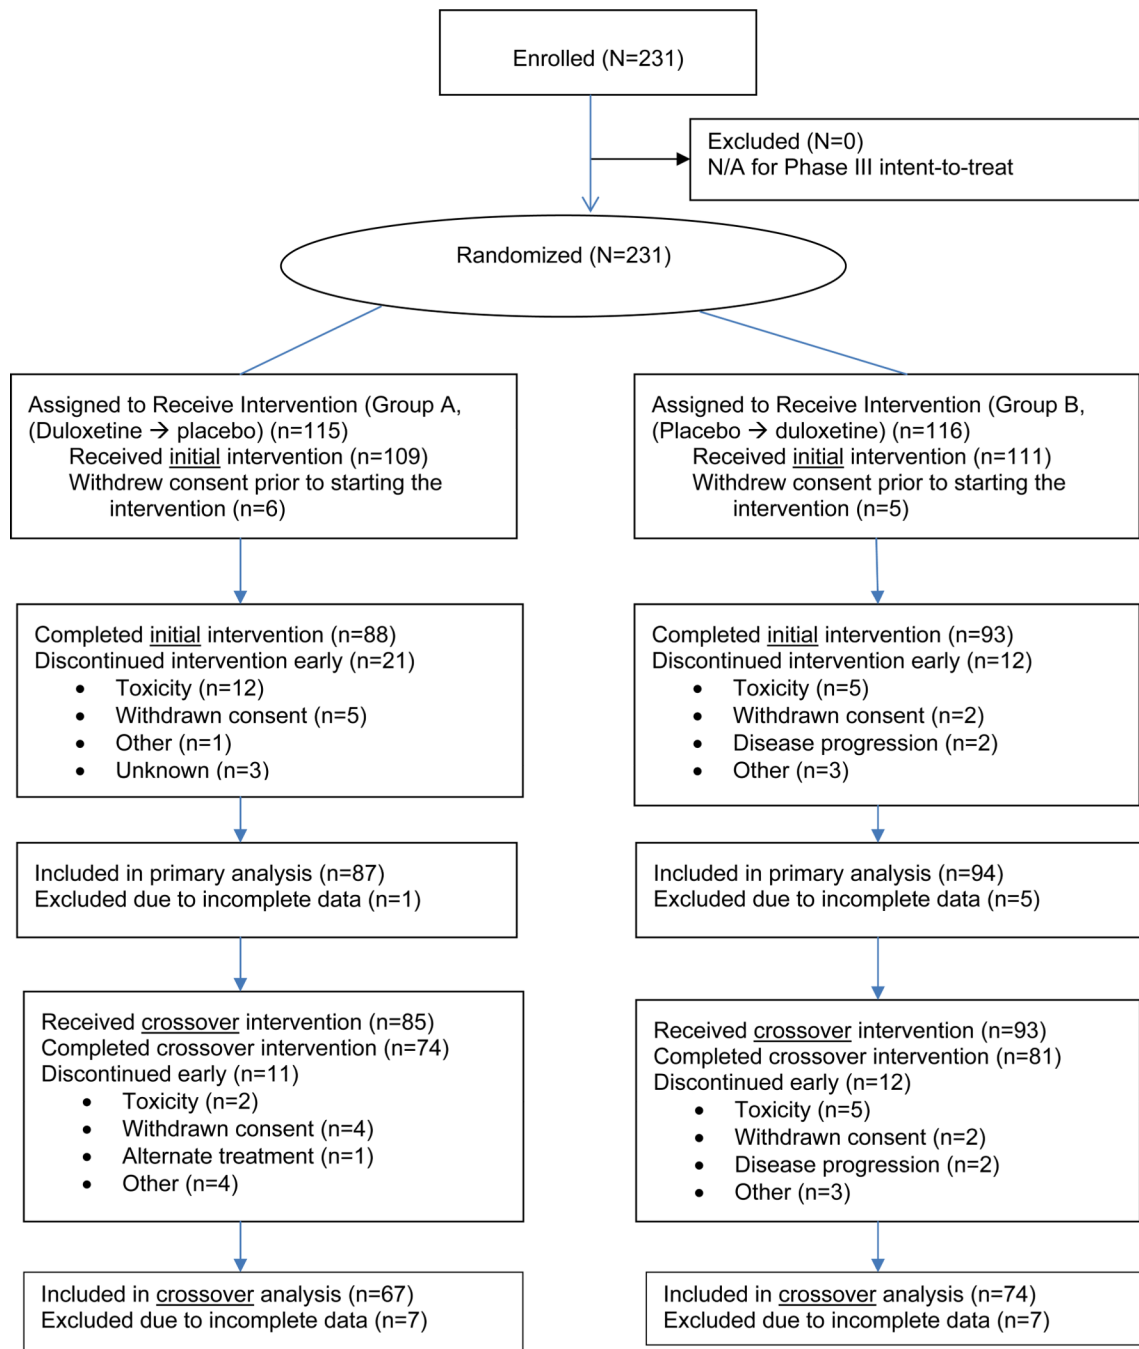 Enrolled (N=231)
Excluded (N=0)
N/A for Phase III intent-to-treat
Randomized (N=231)
Assigned to Receive Intervention (Group A,
(Duloxetine → placebo) (n=115)
Received initial intervention (n=109)
Withdrew consent prior to starting the
intervention (n=6)
Assigned to Receive Intervention (Group B,
(Placebo → duloxetine) (n=116)
Received initial intervention (n=111)
Withdrew consent prior to starting the
intervention (n=5)
Completed initial intervention (n=88)
Discontinued intervention early (n=21)
• Toxicity (n=12)
• Withdrawn consent (n=5)
• Other (n=1)
• Unknown (n=3)
Completed initial intervention (n=93)
Discontinued intervention early (n=12)
• Toxicity (n=5)
• Withdrawn consent (n=2)
• Disease progression (n=2)
• Other (n=3)
Included in primary analysis (n=87)
Excluded due to incomplete data (n=1)
Included in primary analysis (n=94)
Excluded due to incomplete data (n=5)
Received crossover intervention (n=85)
Completed crossover intervention (n=74)
Discontinued early (n=11)
• Toxicity (n=2)
• Withdrawn consent (n=4)
• Alternate treatment (n=1)
• Other (n=4)
Received crossover intervention (n=93)
Completed crossover intervention (n=81)
Discontinued early (n=12)
• Toxicity (n=5)
• Withdrawn consent (n=2)
• Disease progression (n=2)
• Other (n=3)
Included in crossover analysis (n=67)
Excluded due to incomplete data (n=7)
Included in crossover analysis (n=74)
Excluded due to incomplete data (n=7)